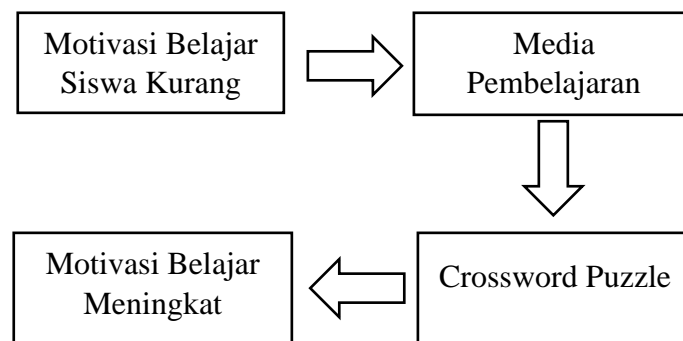 Motivasi Belajar
Siswa Kurang
Media
Pembelajaran
Crossword Puzzle
Motivasi Belajar
Meningkat